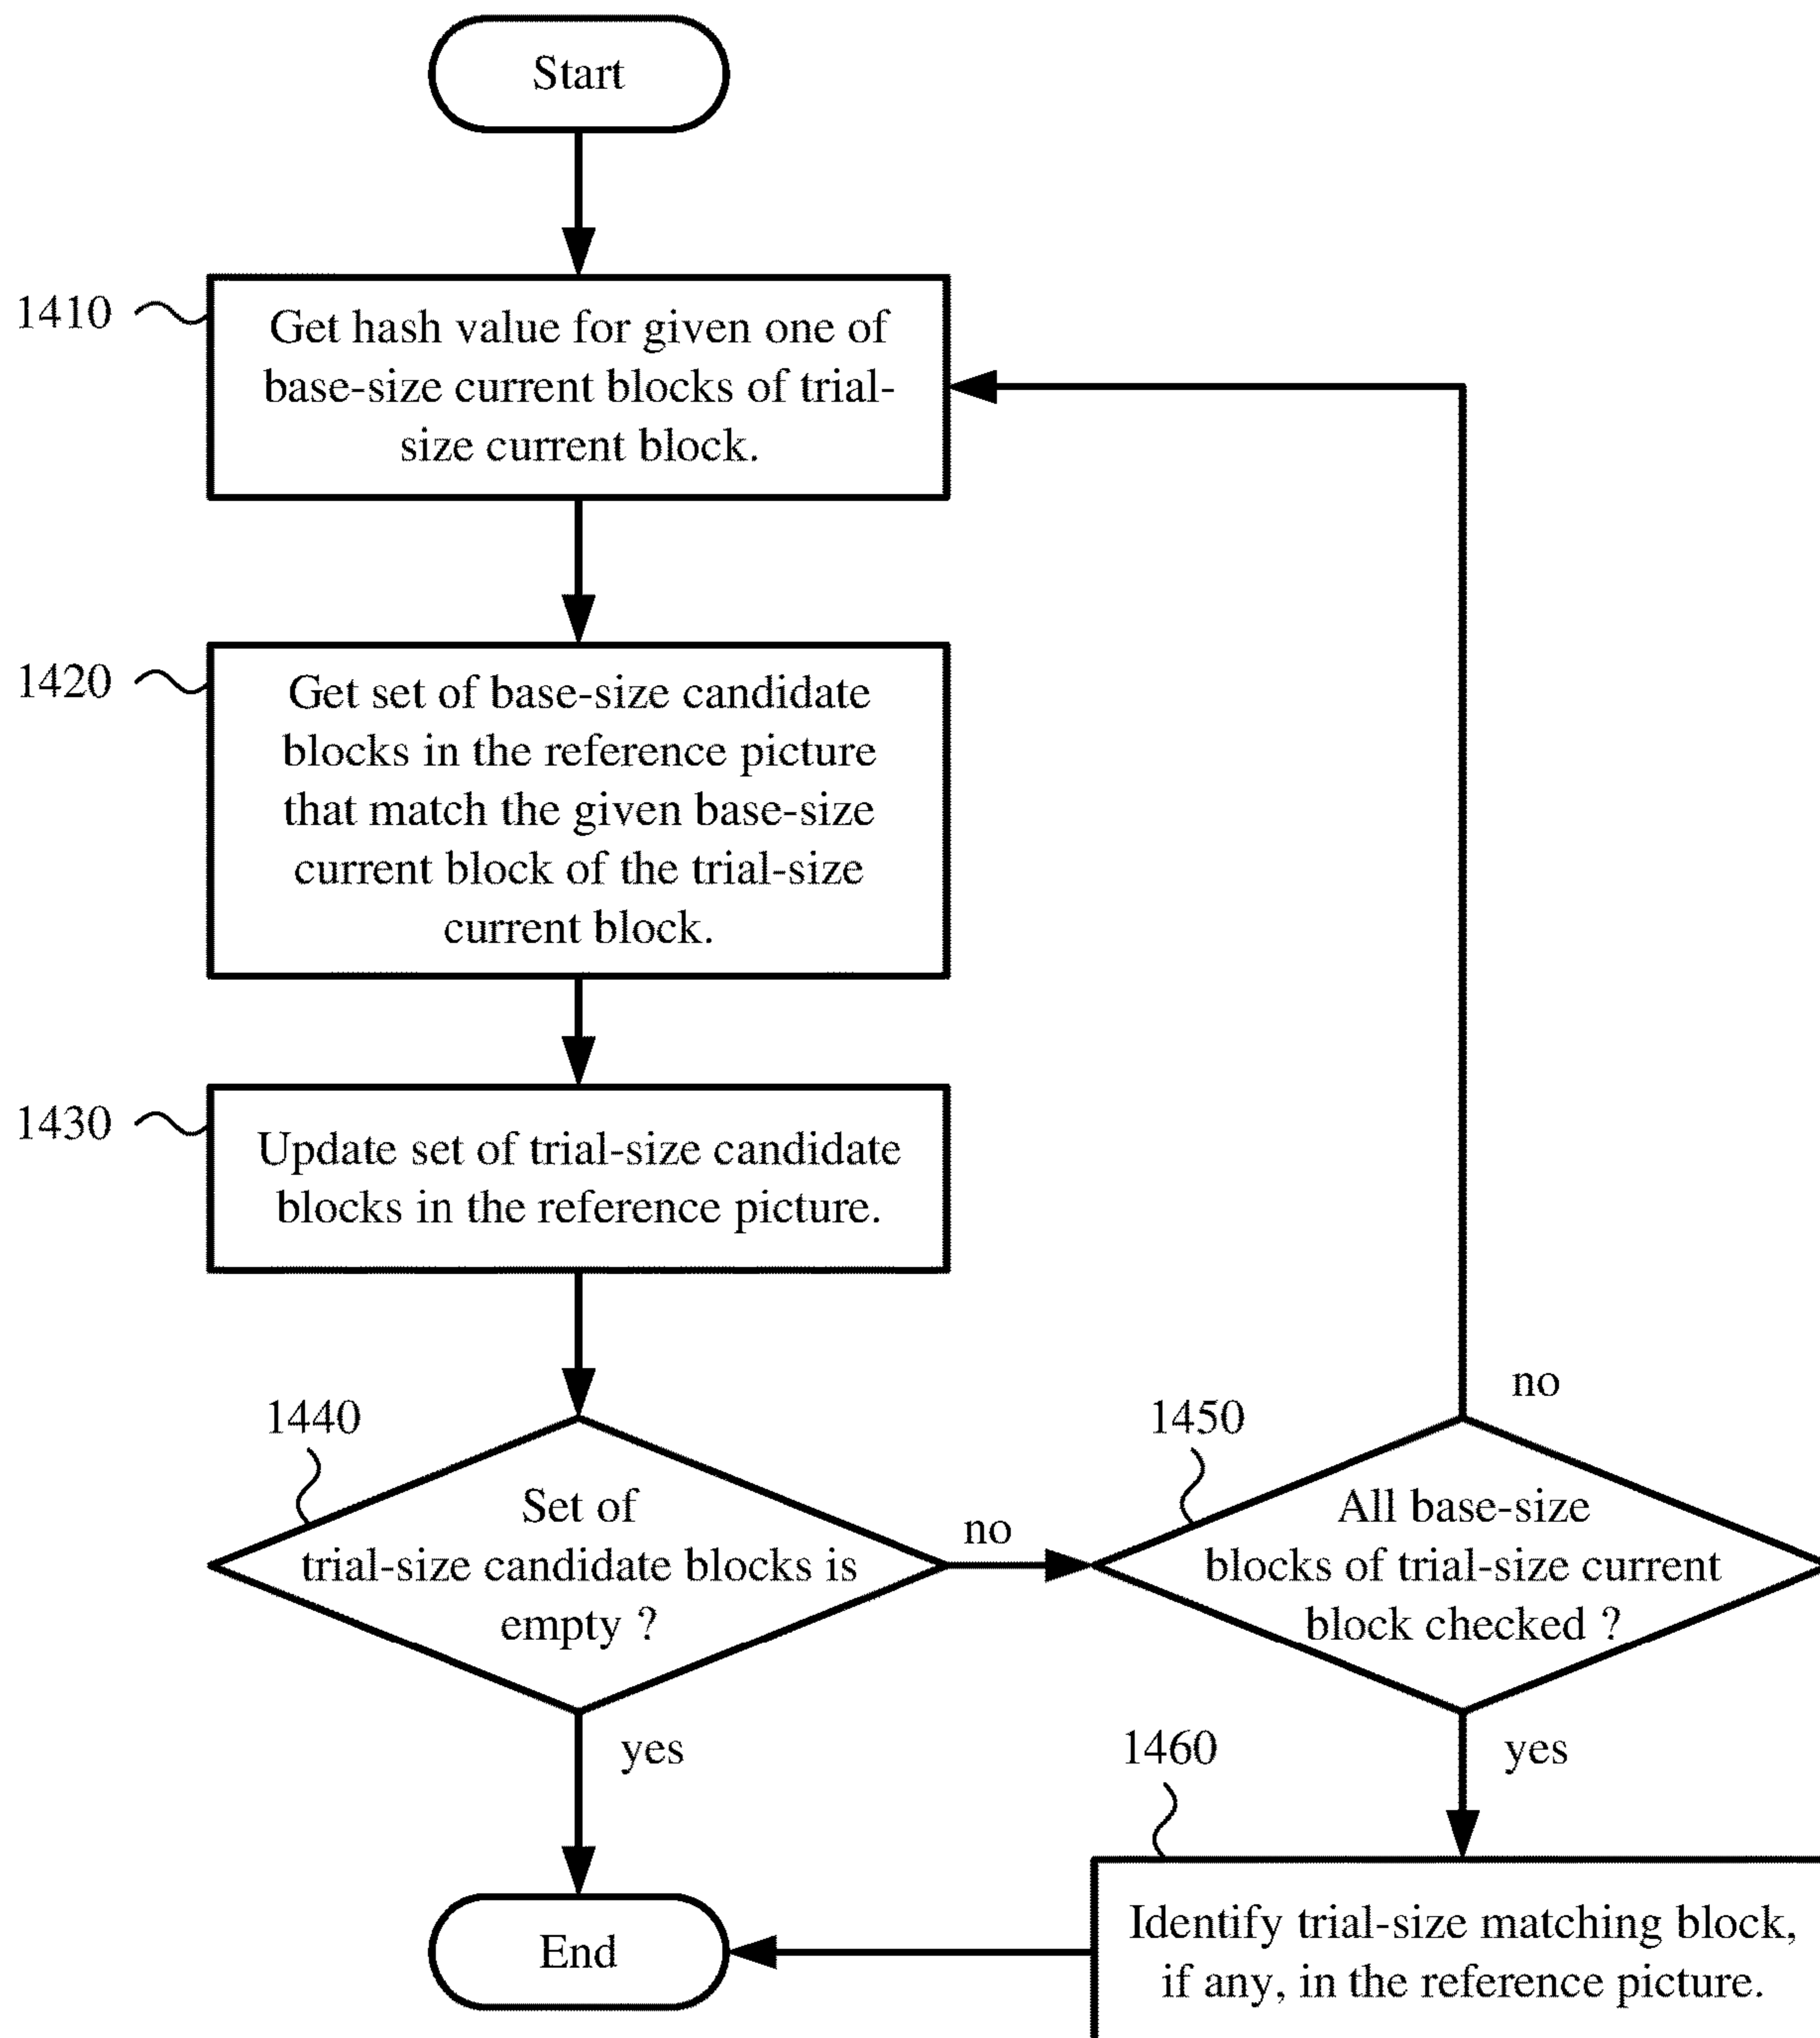 Start
1410
Get hash value for given one of
base-size current blocks of trial-
size current block.
1420
Get set of base-size candidate
blocks in the reference picture
that match the given base-size
current block of the trial-size
current block.
1430
Update set of trial-size candidate
blocks in the reference picture.
1440
Set of
trial-size candidate blocks is
empty ?
no
yes
1450
All base-size
blocks of trial-size current
block checked ?
no
yes
1460
Identify trial-size matching block,
if any, in the reference picture.
End